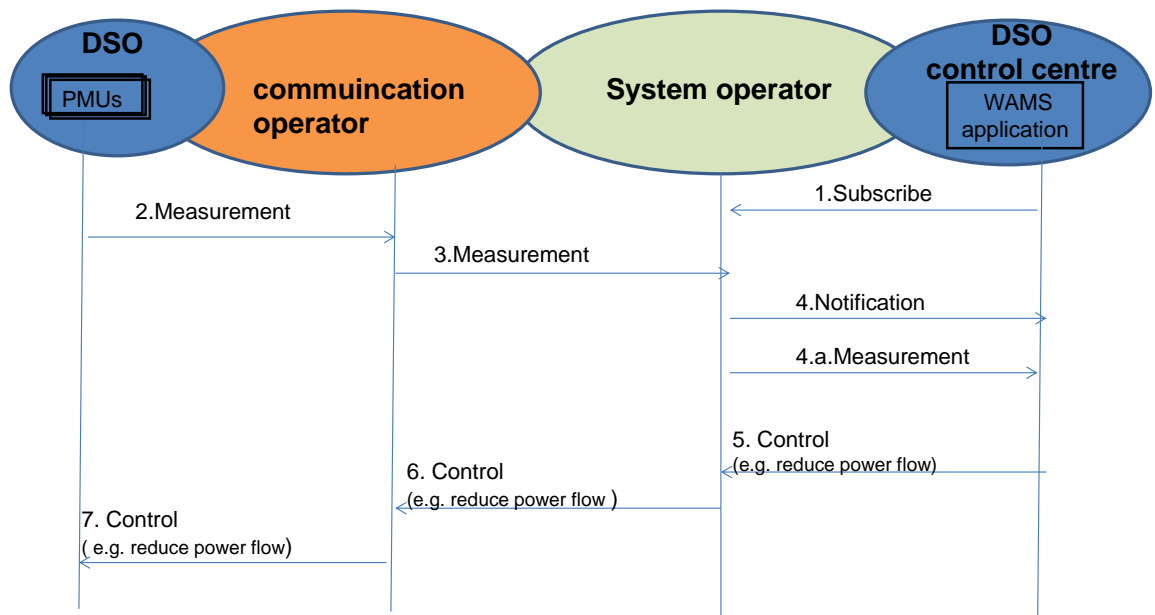 DSO
PMUs
commuincation
operator
System operator
DSO
control centre
WAMS
application
1.Subscribe
2.Measurement
3.Measurement
4.Notification
4.a.Measurement
5. Control
(e.g. reduce power flow)
6. Control
(e.g. reduce power flow )
7. Control
( e.g. reduce power flow)